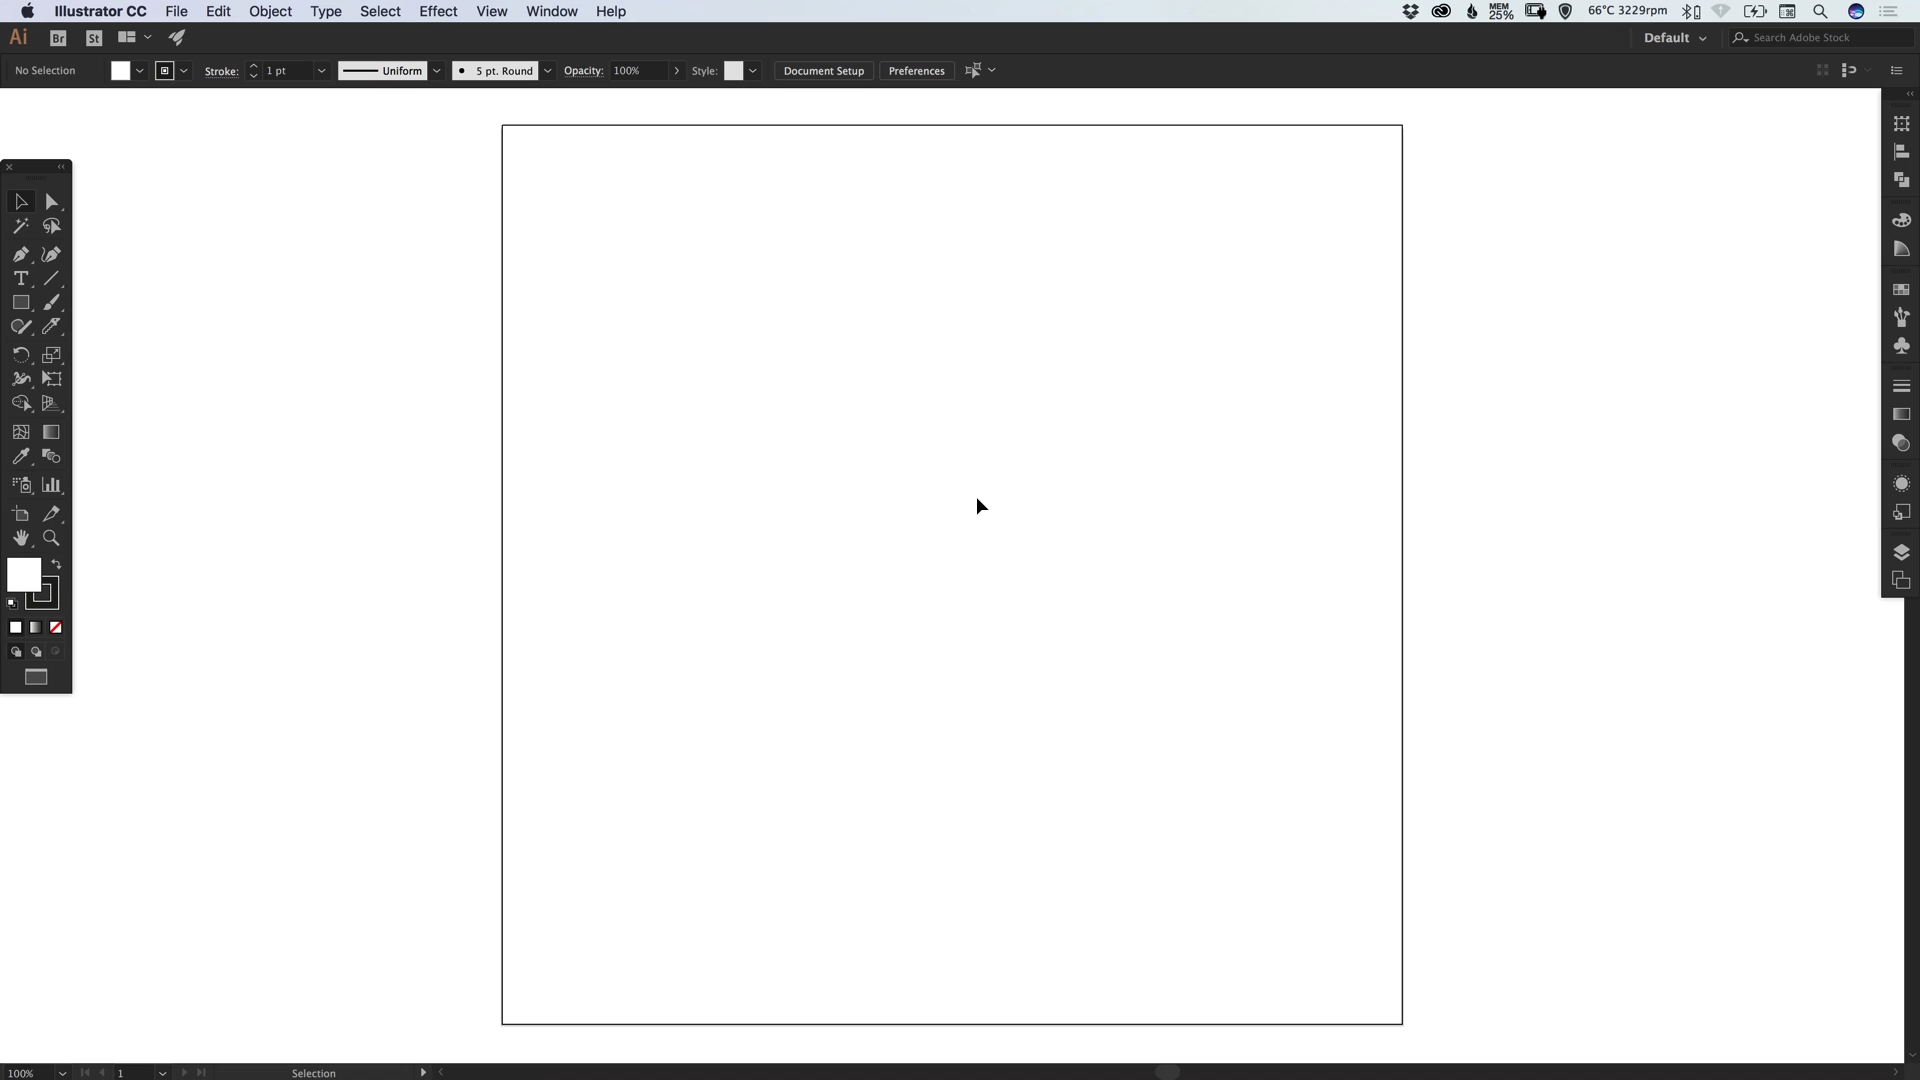 Illustrator CC File Edit Object Type Select Effect View Window Help MEM 25% 66°C 3229rpm
Ai Br St Default Search Adobe Stock
No Selection Stroke: 1 pt Uniform 5 pt. Round Opacity: 100% Style: Document Setup Preferences
T
100% 1 Selection